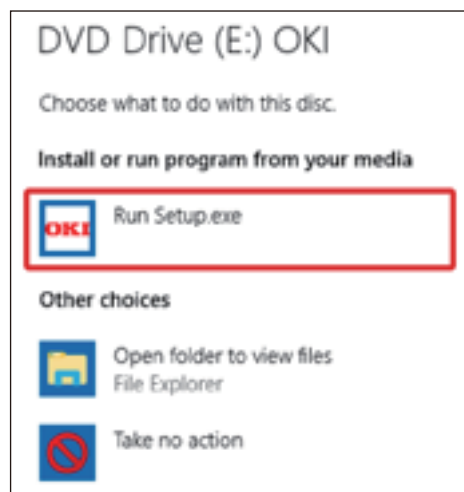 DVD Drive (E:) OKI
Choose what to do with this disc.
Install or run program from your media
OKI
Run Setup.exe
Other choices
Open folder to view files
File Explorer
Take no action